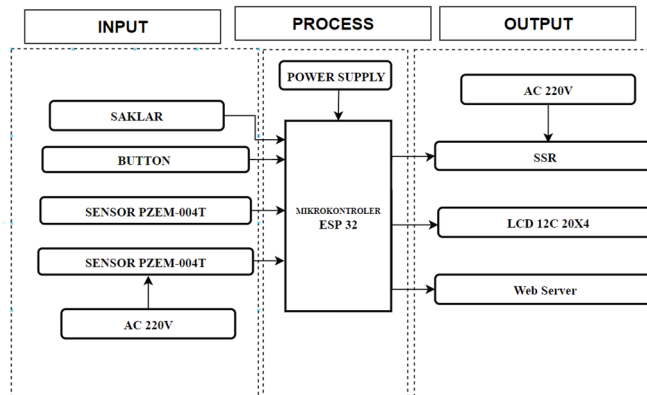 INPUT
PROCESS
OUTPUT
SAKLAR
BUTTON
SENSOR PZEM-004T
SENSOR PZEM-004T
AC 220V
POWER SUPPLY
MIKROKONTROLER
ESP 32
AC 220V
SSR
LCD 12C 20X4
Web Server